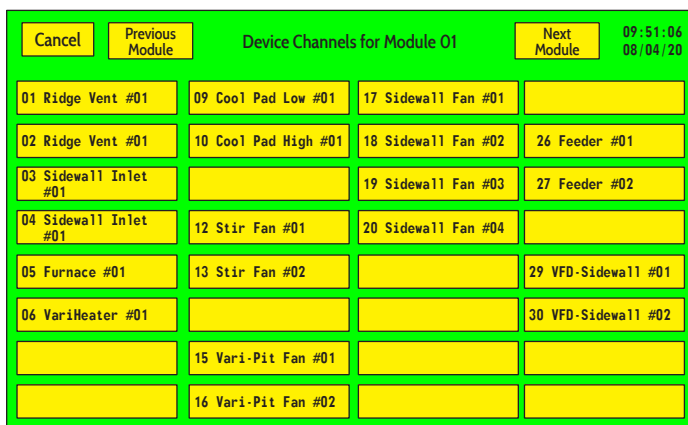 Cancel
Previous
Module
Device Channels for Module 01
Next
Module
09:51:06
08/04/20
01 Ridge Vent #01
09 Cool Pad Low #01
17 Sidewall Fan #01
02 Ridge Vent #01
10 Cool Pad High #01
18 Sidewall Fan #02
26 Feeder #01
03 Sidewall Inlet
#01
19 Sidewall Fan #03
27 Feeder #02
04 Sidewall Inlet
#01
12 Stir Fan #01
20 Sidewall Fan #04
05 Furnace #01
13 Stir Fan #02
29 VFD-Sidewall #01
06 VariHeater #01
30 VFD-Sidewall #02
15 Vari-Pit Fan #01
16 Vari-Pit Fan #02